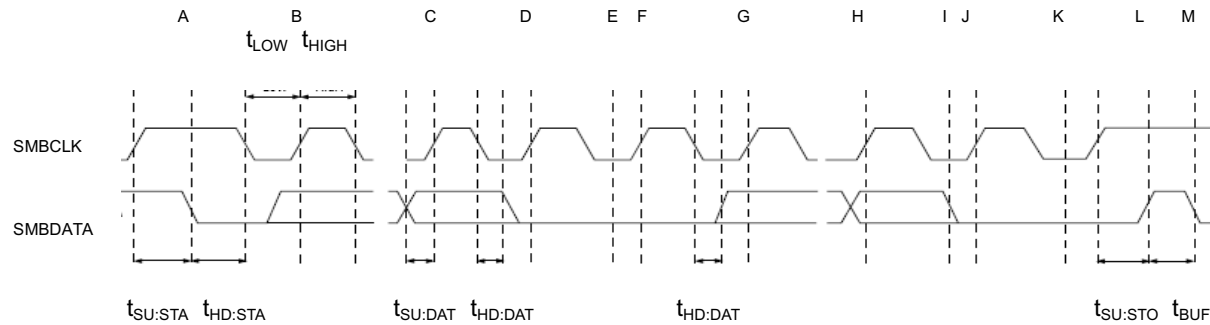 A B C D E F G H I J K L M
tLOW tHIGH
SMBCLK
SMBDATA
tSU:STA tHD:STA tSU:DAT tHD:DAT tHD:DAT tSU:STO tBUF